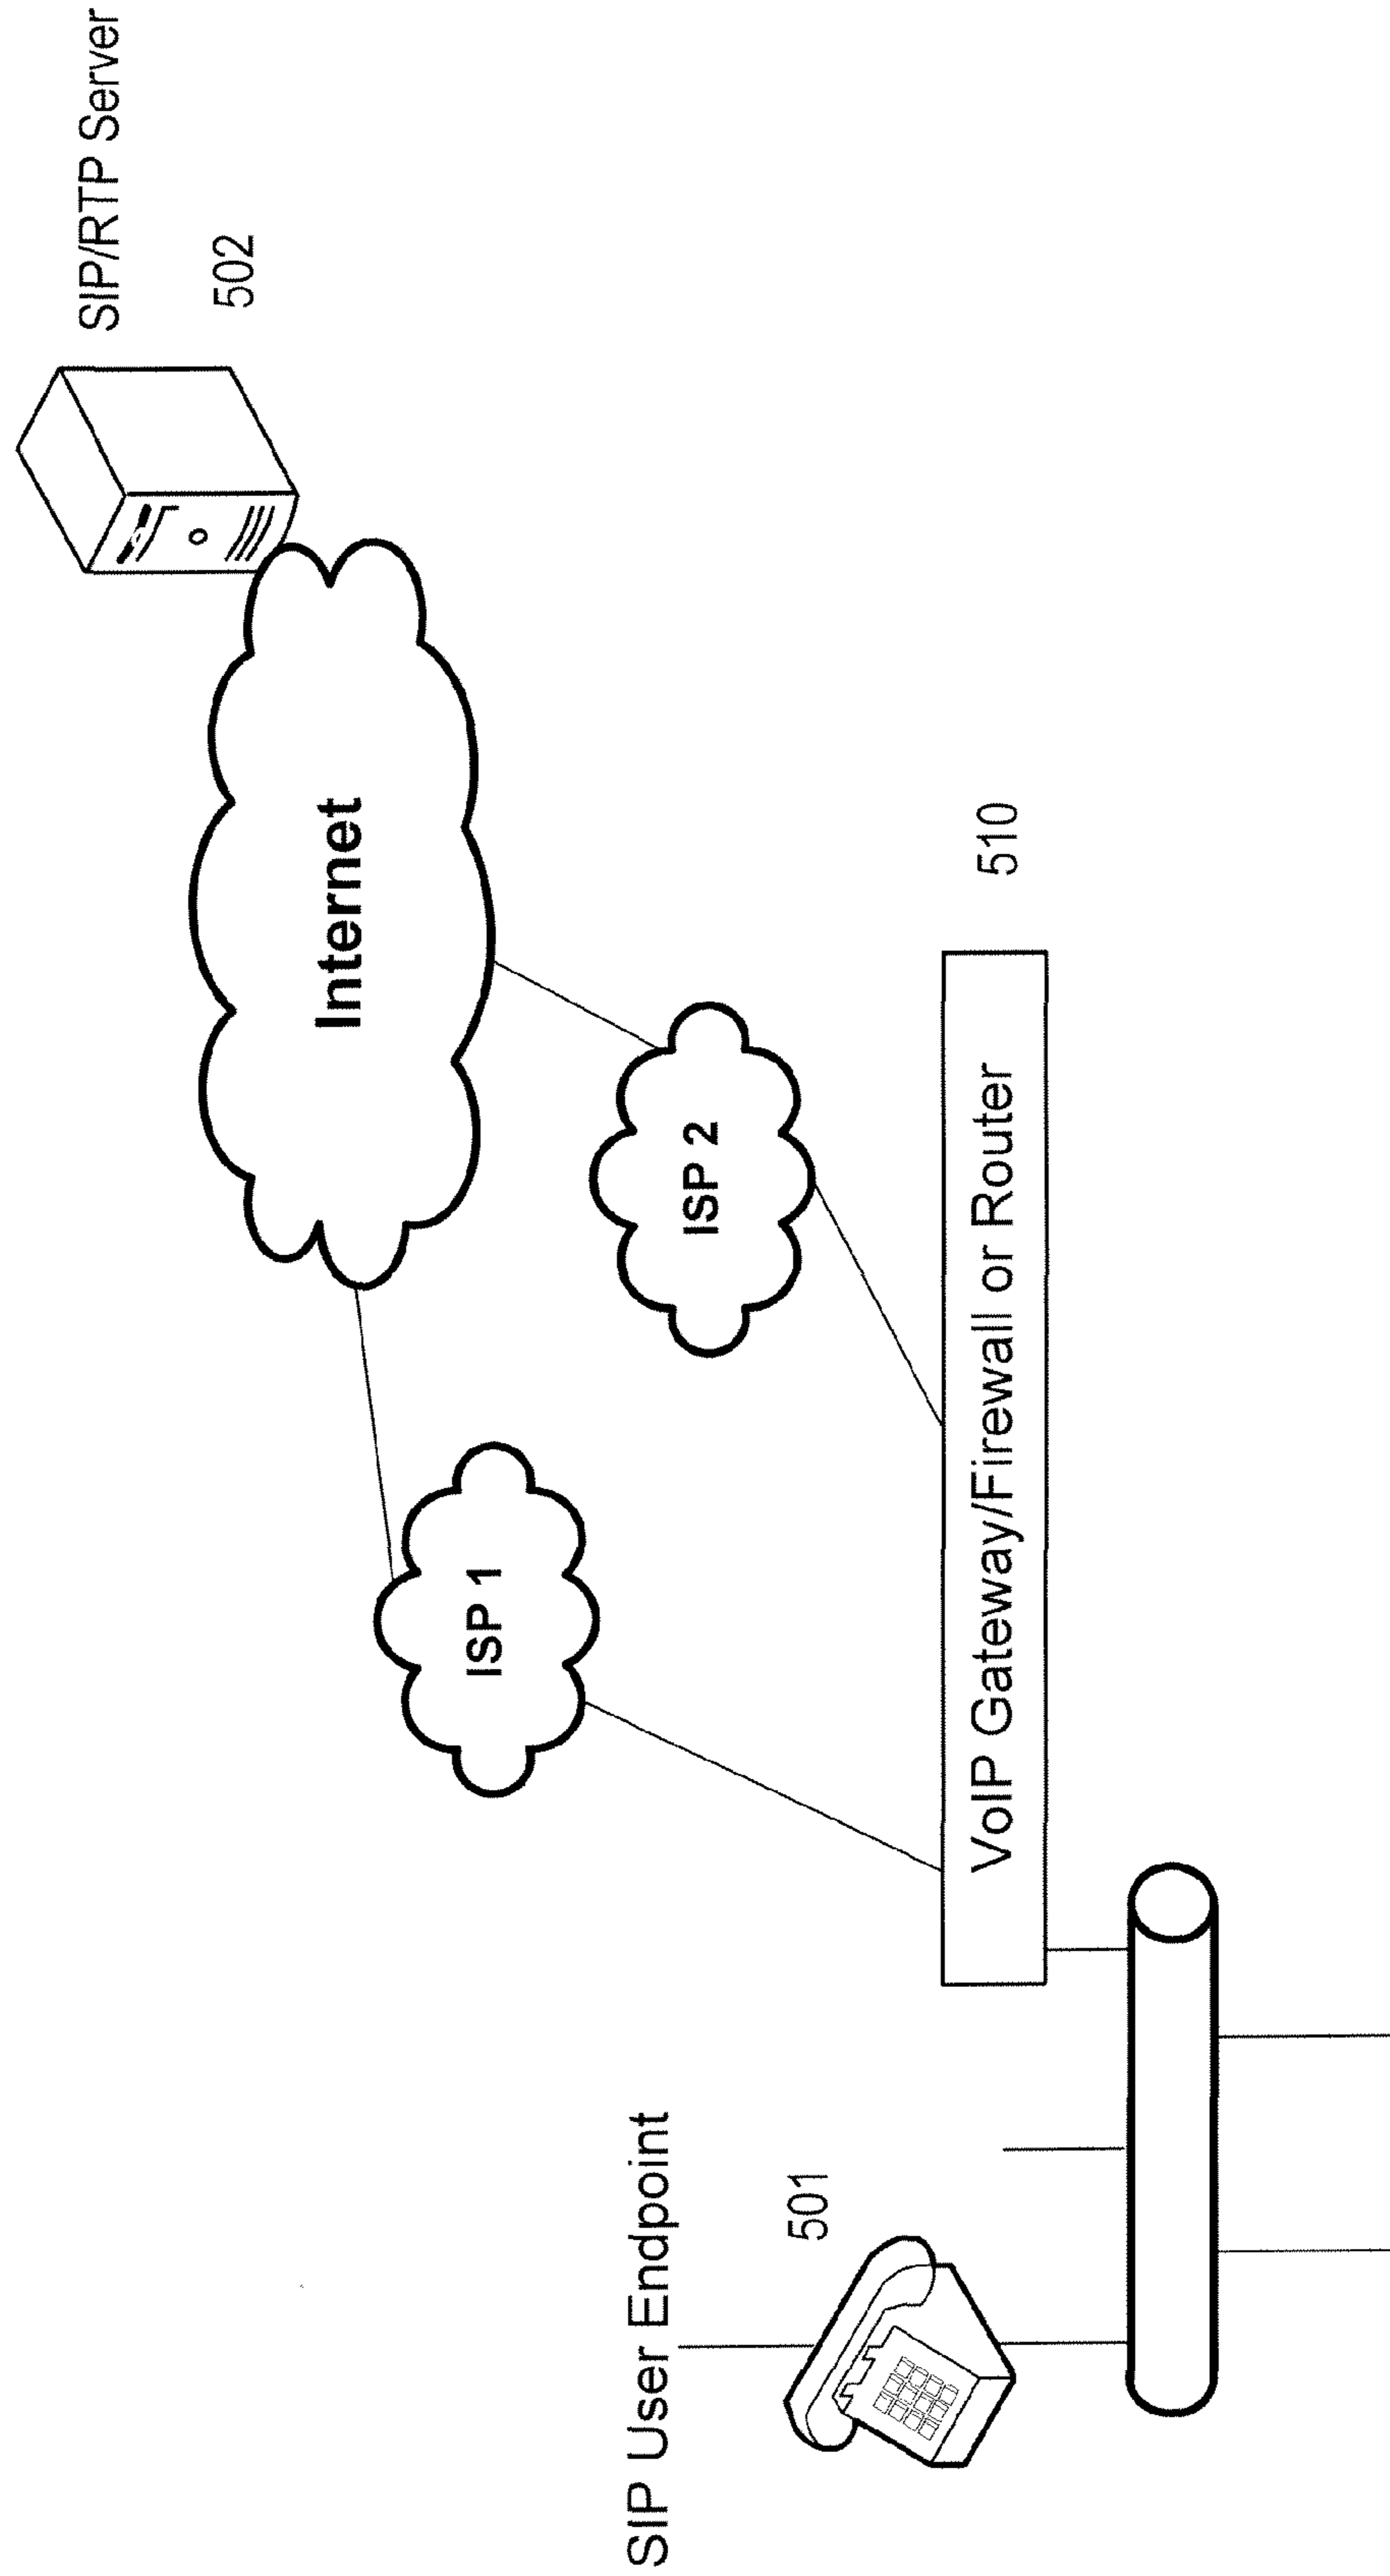 SIP/RTP Server
502
Internet
ISP 1
ISP 2
510
VoIP Gateway/Firewall or Router
SIP User Endpoint
501